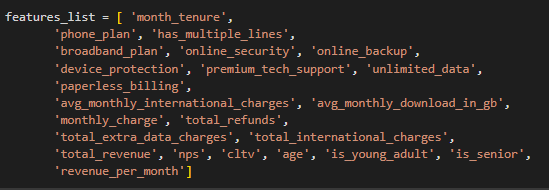 features_list = [ 'month_tenure',
'phone_plan', 'has_multiple_lines',
'broadband_plan', 'online_security', 'online_backup',
'device_protection', 'premium_tech_support', 'unlimited_data',
'paperless_billing',
'avg_monthly_international_charges', 'avg_monthly_download_in_gb',
'monthly_charge', 'total_refunds',
'total_extra_data_charges', 'total_international_charges',
'total_revenue', 'nps', 'cltv', 'age', 'is_young_adult', 'is_senior',
'revenue_per_month']